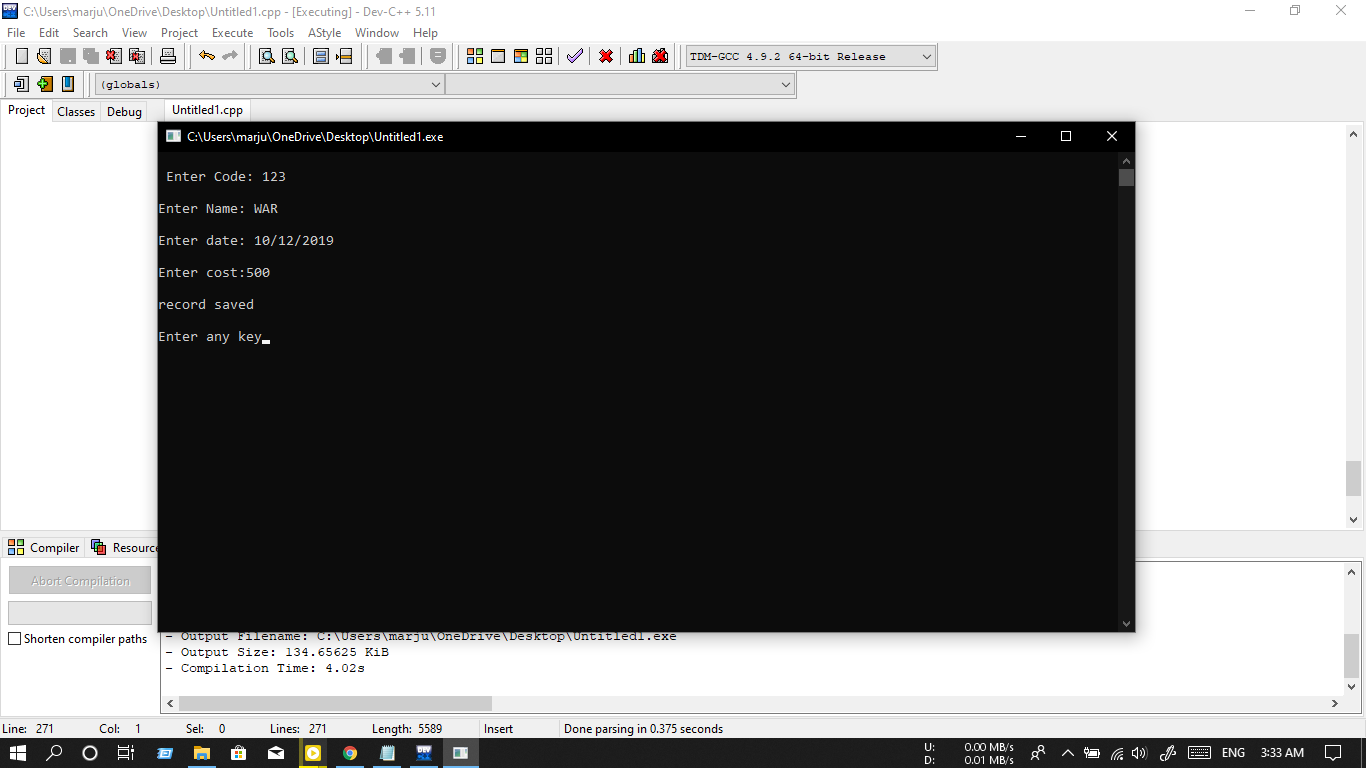 C:\Users\marju\OneDrive\Desktop\Untitled1.cpp - [Executing] - Dev-C++ 5.11
File Edit Search View Project Execute Tools AStyle Window Help
TDM-GCC 4.9.2 64-bit Release
(globals)
Project Classes Debug Untitled1.cpp
C:\Users\marju\OneDrive\Desktop\Untitled1.exe
Enter Code: 123
Enter Name: WAR
Enter date: 10/12/2019
Enter cost:500
record saved
Enter any key
Compiler Resource
Abort Compilation
Shorten compiler paths
- Output Filename: C:\Users\marju\OneDrive\Desktop\Untitled1.exe
- Output Size: 134.65625 KiB
- Compilation Time: 4.02s
Line: 271 Col: 1 Sel: 0 Lines: 271 Length: 5589 Insert Done parsing in 0.375 seconds
U: 0.00 MB/s
D: 0.01 MB/s
ENG 3:33 AM